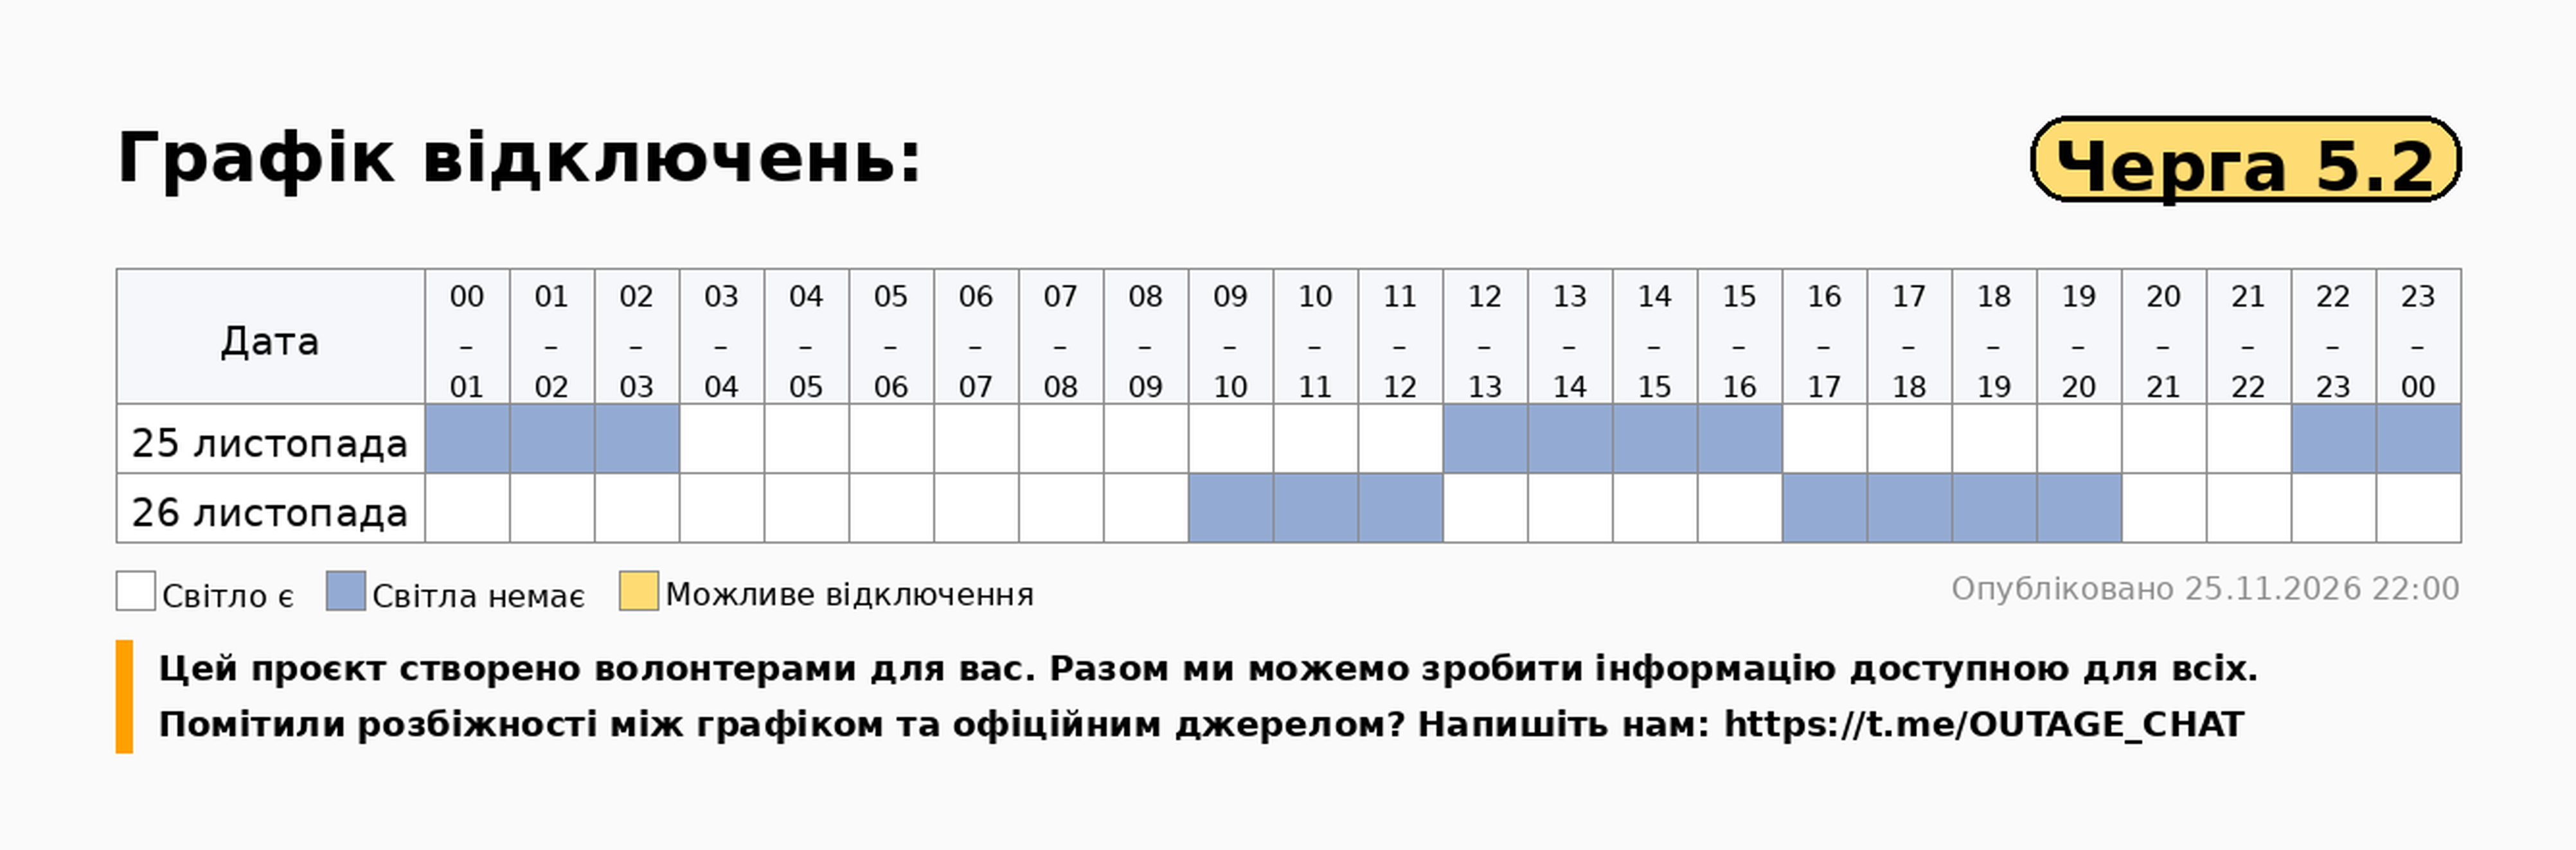 Графік відключень:
Черга 5.2
Дата
00 – 01
01 – 02
02 – 03
03 – 04
04 – 05
05 – 06
06 – 07
07 – 08
08 – 09
09 – 10
10 – 11
11 – 12
12 – 13
13 – 14
14 – 15
15 – 16
16 – 17
17 – 18
18 – 19
19 – 20
20 – 21
21 – 22
22 – 23
23 – 00
25 листопада
26 листопада
Світло є
Світла немає
Можливе відключення
Опубліковано 25.11.2026 22:00
Цей проєкт створено волонтерами для вас. Разом ми можемо зробити інформацію доступною для всіх.
Помітили розбіжності між графіком та офіційним джерелом? Напишіть нам: https://t.me/OUTAGE_CHAT